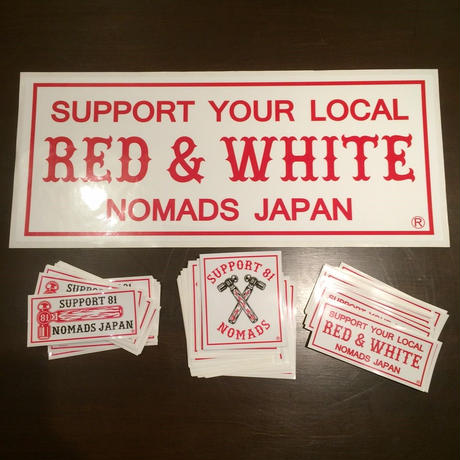 SUPPORT YOUR LOCAL
RED & WHITE
NOMADS JAPAN
®
SUPPORT 81
81
NOMADS JAPAN
SUPPORT 81
NOMADS
SUPPORT YOUR LOCAL
RED & WHITE
NOMADS JAPAN